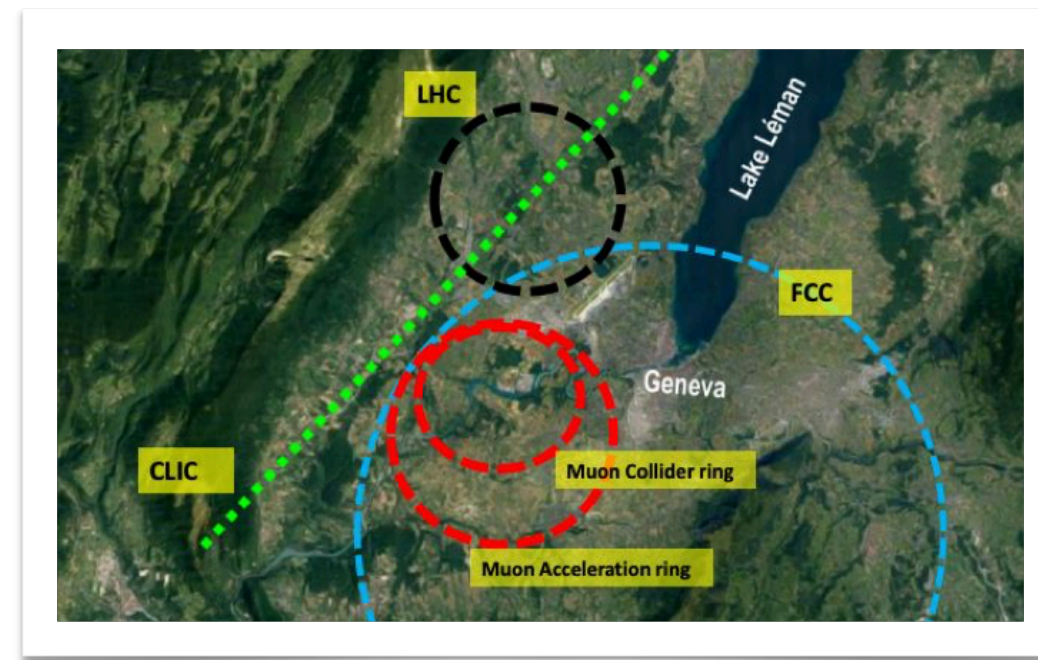 LHC
Lake Léman
FCC
Geneva
CLIC
Muon Collider ring
Muon Acceleration ring